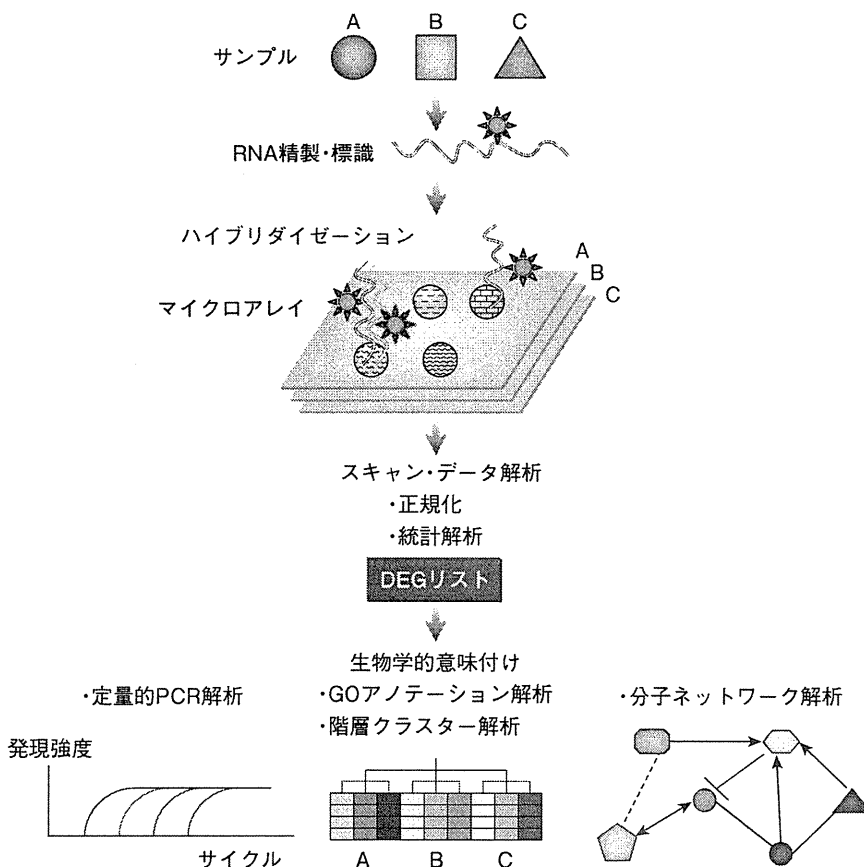 A B C
サンプル
RNA精製・標識
ハイブリダイゼーション
A
B
マイクロアレイ
C
スキャン・データ解析
・正規化
・統計解析
DEGリスト
生物学的意味付け
・定量的PCR解析
・GOアノテーション解析
・分子ネットワーク解析
・階層クラスター解析
発現強度
サイクル
A B C